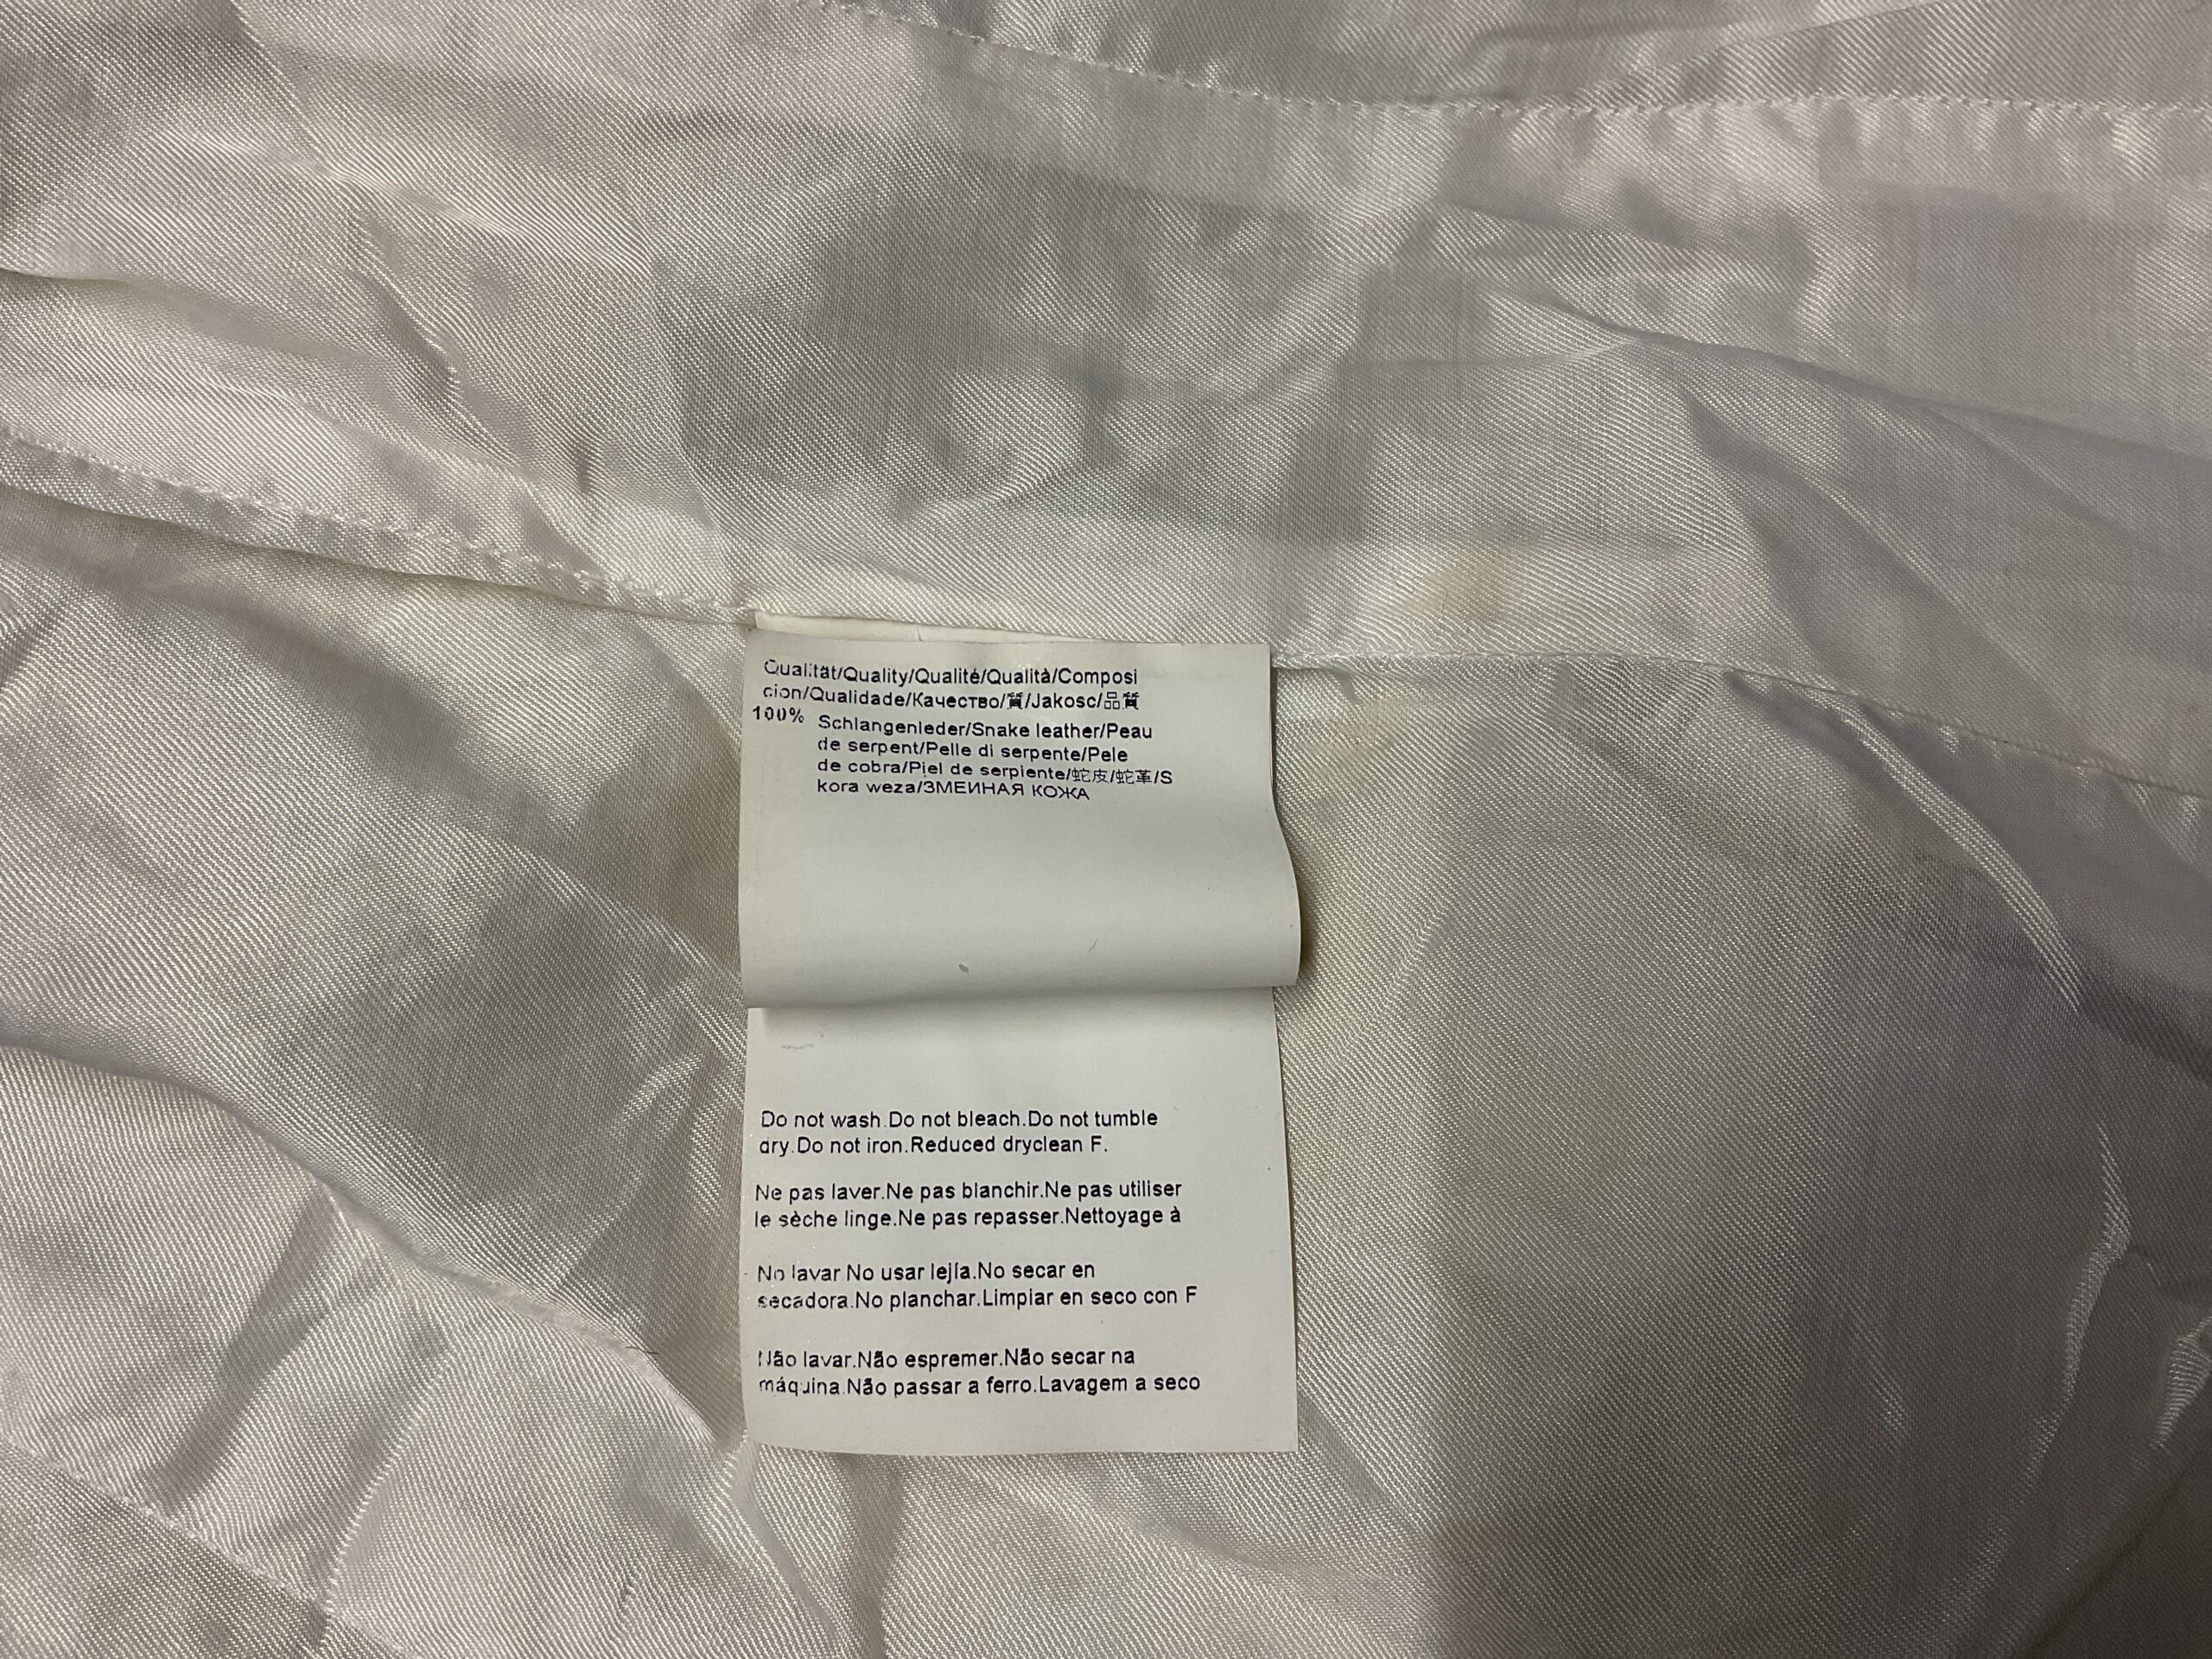 Qualität/Quality/Qualité/Qualità/Composi
cion/Qualidade/Качество/質/Jakosc/品質
100% Schlangenleder/Snake leather/Peau
de serpent/Pelle di serpente/Pele
de cobra/Piel de serpiente/蛇皮/蛇革/S
kora weza/ЗМЕИНАЯ КОЖА
Do not wash.Do not bleach.Do not tumble
dry.Do not iron.Reduced dryclean F.
Ne pas laver.Ne pas blanchir.Ne pas utiliser
le sèche linge.Ne pas repasser.Nettoyage à
No lavar.No usar lejía.No secar en
secadora.No planchar.Limpiar en seco con F
Não lavar.Não espremer.Não secar na
máquina.Não passar a ferro.Lavagem a seco